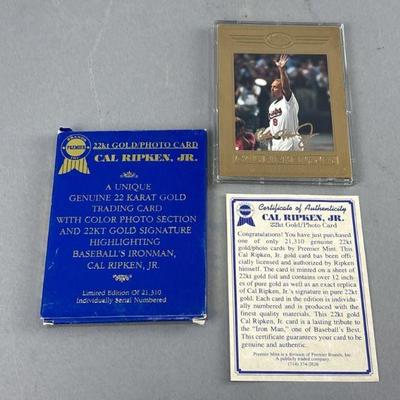 PREMIER
22kt GOLD/PHOTO CARD
CAL RIPKEN, JR.
A UNIQUE
GENUINE 22 KARAT GOLD
TRADING CARD
WITH COLOR PHOTO SECTION
AND 22KT GOLD SIGNATURE
HIGHLIGHTING
BASEBALL'S IRONMAN,
CAL RIPKEN, JR.
Limited Edition Of 21,310
Individually Serial Numbered
8
Certificate of Authenticity
CAL RIPKEN, JR.
22kt Gold/Photo Card
Congratulations! You have just purchased
one of only 21,310 genuine 22kt
gold/photo cards by Premier Mint. This
Cal Ripken, Jr. gold card has been offi-
cially licensed and authorized by Ripken
himself. The card is minted on a sheet of
22kt gold foil and contains over 12 inch-
es of pure gold as well as an exact replica
of Cal Ripken, Jr.'s signature in pure 22kt
gold. Each card in the edition is individu-
ally numbered and is produced with the
finest quality materials. This 22kt gold
Cal Ripken, Jr. card is a lasting tribute to
the "Iron Man," one of Baseball's Best.
This certificate guarantees your card to be
genuine and authentic.
Premier Mint is a division of Premier Brands, Inc.
A publicly traded company.